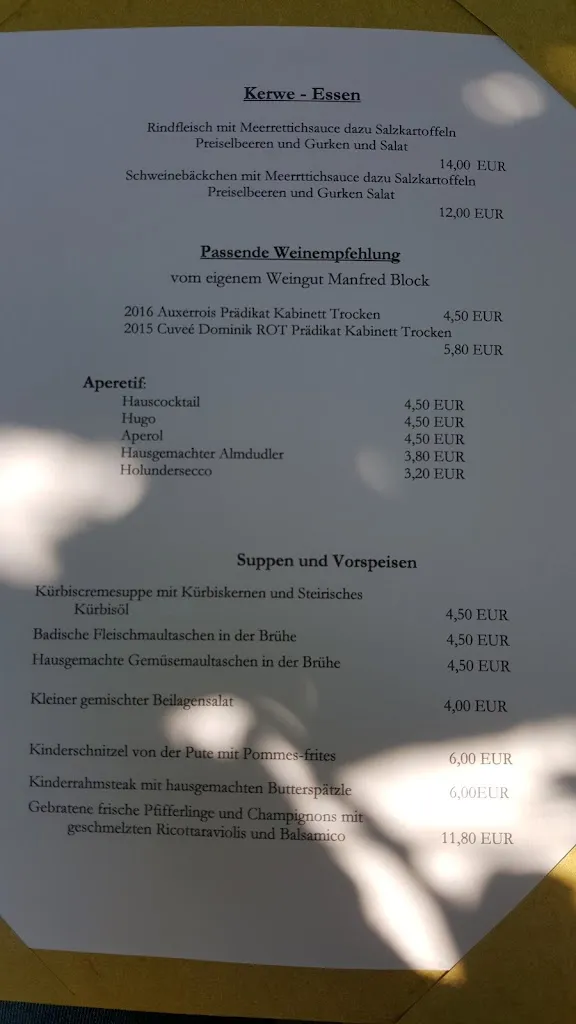 Kerwe - Essen
Rindfleisch mit Meerrettichsauce dazu Salzkartoffeln
Preiselbeeren und Gurken und Salat
14,00 EUR
Schweinebäckchen mit Meerrttichsauce dazu Salzkartoffeln
Preiselbeeren und Gurken Salat
12,00 EUR
Passende Weinempfehlung
vom eigenem Weingut Manfred Block
2016 Auxerrois Prädikat Kabinett Trocken 4,50 EUR
2015 Cuveé Dominik ROT Prädikat Kabinett Trocken
5,80 EUR
Aperetif:
Hauscocktail 4,50 EUR
Hugo 4,50 EUR
Aperol 4,50 EUR
Hausgemachter Almdudler 3,80 EUR
Holundersecco 3,20 EUR
Suppen und Vorspeisen
Kürbiscremesuppe mit Kürbiskernen und Steirisches
Kürbisöl 4,50 EUR
Badische Fleischmaultaschen in der Brühe 4,50 EUR
Hausgemachte Gemüsemaultaschen in der Brühe 4,50 EUR
Kleiner gemischter Beilagensalat 4,00 EUR
Kinderschnitzel von der Pute mit Pommes-frites 6,00 EUR
Kinderrahmsteak mit hausgemachten Butterspätzle 6,00EUR
Gebratene frische Pfifferlinge und Champignons mit
geschmelzten Ricottaraviolis und Balsamico 11,80 EUR